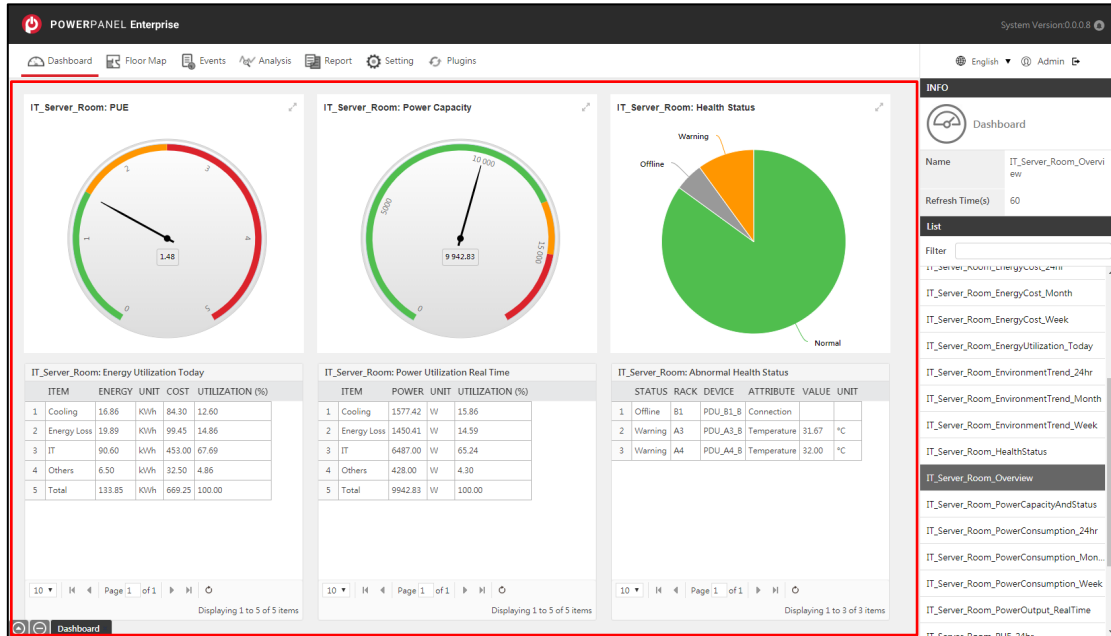 POWERPANEL Enterprise
System Version:0.0.0.8
Dashboard Floor Map Events Analysis Report Setting Plugins
English Admin
IT_Server_Room: PUE
0
1
2
3
4
5
1.48
IT_Server_Room: Power Capacity
0
5000
10 000
15 000
9 942.83
IT_Server_Room: Health Status
Warning
Offline
Normal
IT_Server_Room: Energy Utilization Today
ITEM ENERGY UNIT COST UTILIZATION (%)
1 Cooling 16.86 KWh 84.30 12.60
2 Energy Loss 19.89 KWh 99.45 14.86
3 IT 90.60 kWh 453.00 67.69
4 Others 6.50 kWh 32.50 4.86
5 Total 133.85 KWh 669.25 100.00
10 Page 1 of 1
Displaying 1 to 5 of 5 items
IT_Server_Room: Power Utilization Real Time
ITEM POWER UNIT UTILIZATION (%)
1 Cooling 1577.42 W 15.86
2 Energy Loss 1450.41 W 14.59
3 IT 6487.00 W 65.24
4 Others 428.00 W 4.30
5 Total 9942.83 W 100.00
10 Page 1 of 1
Displaying 1 to 5 of 5 items
IT_Server_Room: Abnormal Health Status
STATUS RACK DEVICE ATTRIBUTE VALUE UNIT
1 Offline B1 PDU_B1_B Connection
2 Warning A3 PDU_A3_B Temperature 31.67 °C
3 Warning A4 PDU_A4_B Temperature 32.00 °C
10 Page 1 of 1
Displaying 1 to 3 of 3 items
Dashboard
INFO
Dashboard
Name IT_Server_Room_Overvi
ew
Refresh Time(s) 60
List
Filter
IT_Server_Room_EnergyCost_24hr
IT_Server_Room_EnergyCost_Month
IT_Server_Room_EnergyCost_Week
IT_Server_Room_EnergyUtilization_Today
IT_Server_Room_EnvironmentTrend_24hr
IT_Server_Room_EnvironmentTrend_Month
IT_Server_Room_EnvironmentTrend_Week
IT_Server_Room_HealthStatus
IT_Server_Room_Overview
IT_Server_Room_PowerCapacityAndStatus
IT_Server_Room_PowerConsumption_24hr
IT_Server_Room_PowerConsumption_Mon...
IT_Server_Room_PowerConsumption_Week
IT_Server_Room_PowerOutput_RealTime
IT_Server_Room_PUE_24hr